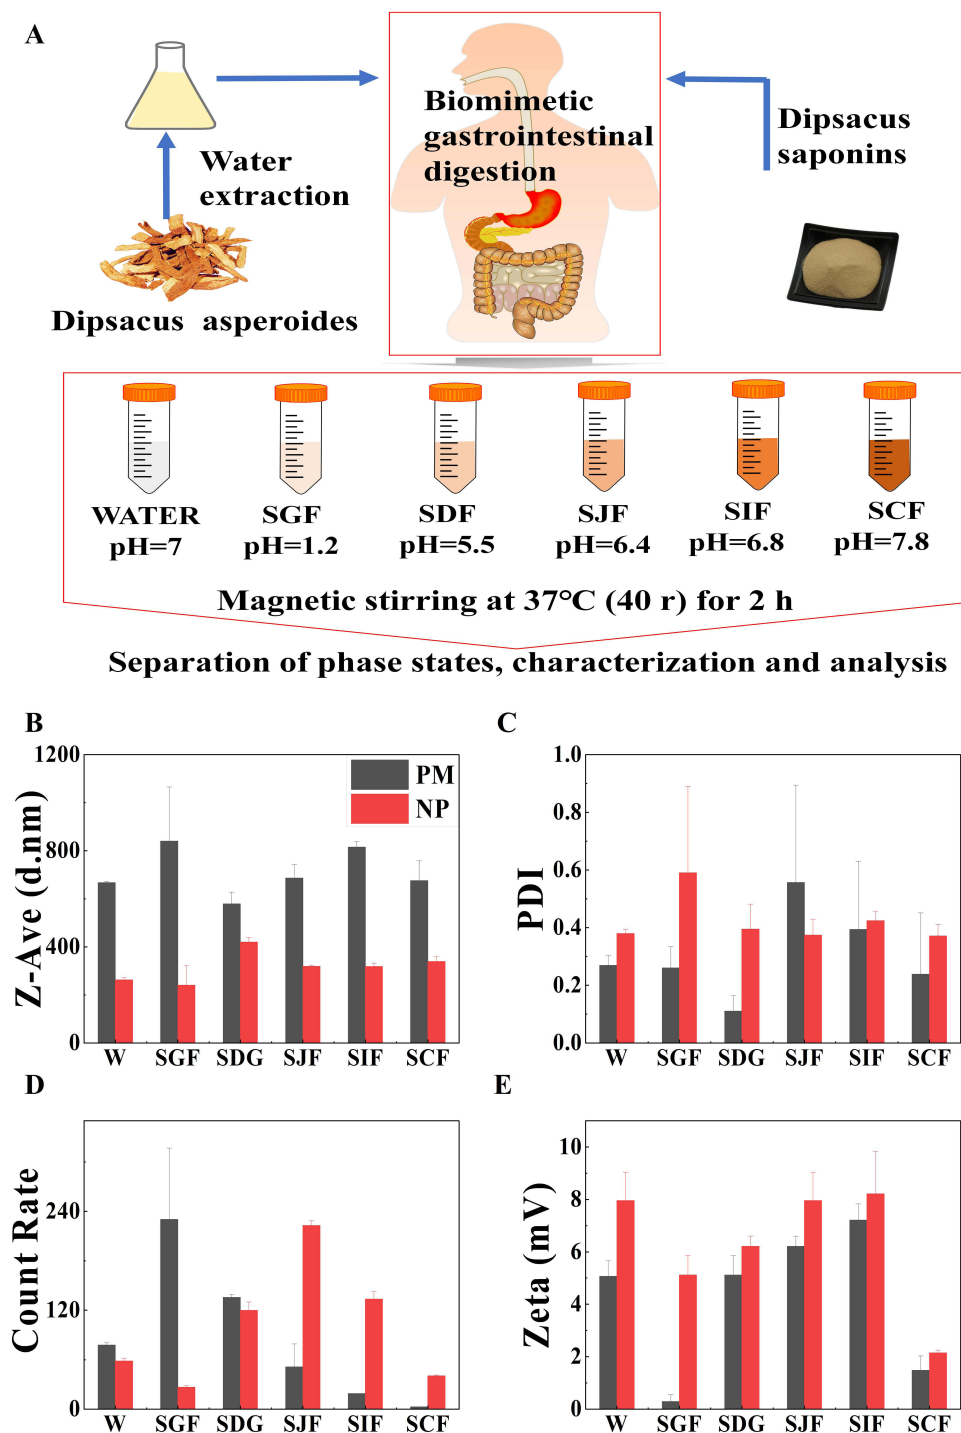 A
Biomimetic
gastrointestinal
digestion
Water
extraction
Dipsacus
saponins
Dipsacus asperoides
WATER
pH=7
SGF
pH=1.2
SDF
pH=5.5
SJF
pH=6.4
SIF
pH=6.8
SCF
pH=7.8
Magnetic stirring at 37°C (40 r) for 2 h
Separation of phase states, characterization and analysis
B
Z-Ave (d.nm)
1200
800
400
0
PM
NP
W SGF SDG SJF SIF SCF
C
PDI
1.0
0.8
0.6
0.4
0.2
0.0
W SGF SDG SJF SIF SCF
D
Count Rate
240
120
0
W SGF SDG SJF SIF SCF
E
Zeta (mV)
10
8
6
4
2
0
W SGF SDG SJF SIF SCF